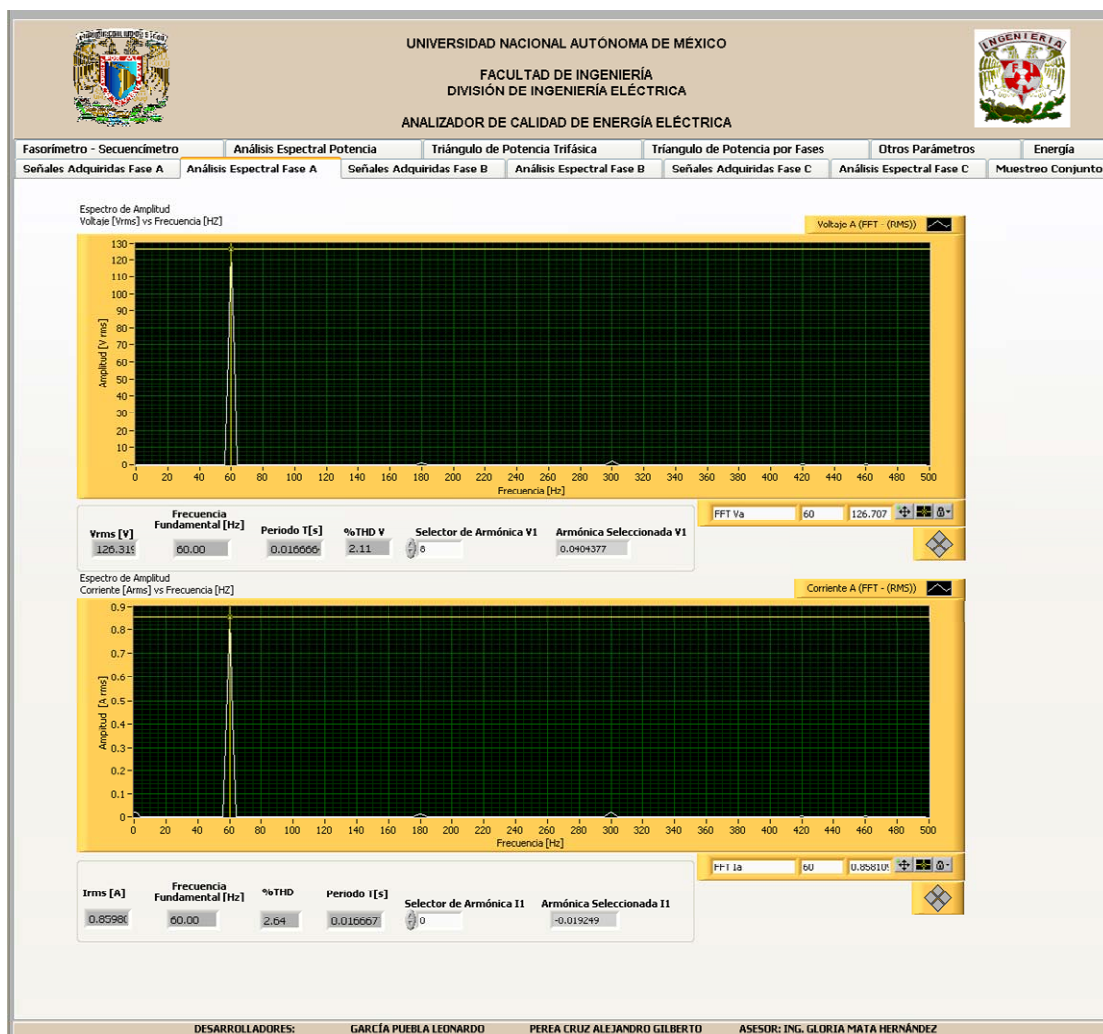 UNIVERSIDAD NACIONAL AUTÓNOMA DE MÉXICO
FACULTAD DE INGENIERÍA
DIVISIÓN DE INGENIERÍA ELÉCTRICA
ANALIZADOR DE CALIDAD DE ENERGÍA ELÉCTRICA
INGENIERIA
Fasorímetro - Secuencímetro Análisis Espectral Potencia Triángulo de Potencia Trifásica Tríangulo de Potencia por Fases Otros Parámetros Energía
Señales Adquiridas Fase A Análisis Espectral Fase A Señales Adquiridas Fase B Análisis Espectral Fase B Señales Adquiridas Fase C Análisis Espectral Fase C Muestreo Conjunto
Espectro de Amplitud
Voltaje [Vrms] vs Frecuencia [HZ]
Voltaje A (FFT - (RMS))
Amplitud [V rms]
130
120
110
100
90
80
70
60
50
40
30
20
10
0
0 20 40 60 80 100 120 140 160 180 200 220 240 260 280 300 320 340 360 380 400 420 440 460 480 500
Frecuencia [Hz]
FFT Va 60 126.707
Vrms [V] Frecuencia Fundamental [Hz] Periodo T[s] %THD V Selector de Armónica V1 Armónica Seleccionada V1
126.319 60.00 0.016666 2.11 8 0.0404377
Espectro de Amplitud
Corriente [Arms] vs Frecuencia [HZ]
Corriente A (FFT - (RMS))
Amplitud [A rms]
0.9
0.8
0.7
0.6
0.5
0.4
0.3
0.2
0.1
0
0 20 40 60 80 100 120 140 160 180 200 220 240 260 280 300 320 340 360 380 400 420 440 460 480 500
Frecuencia [Hz]
FFT Ia 60 0.858109
Irms [A] Frecuencia Fundamental [Hz] %THD Periodo T[s] Selector de Armónica I1 Armónica Seleccionada I1
60.00 2.64 0.016667 0 -0.019249
DESARROLLADORES: GARCÍA PUEBLA LEONARDO PEREA CRUZ ALEJANDRO GILBERTO ASESOR: ING. GLORIA MATA HERNÁNDEZ